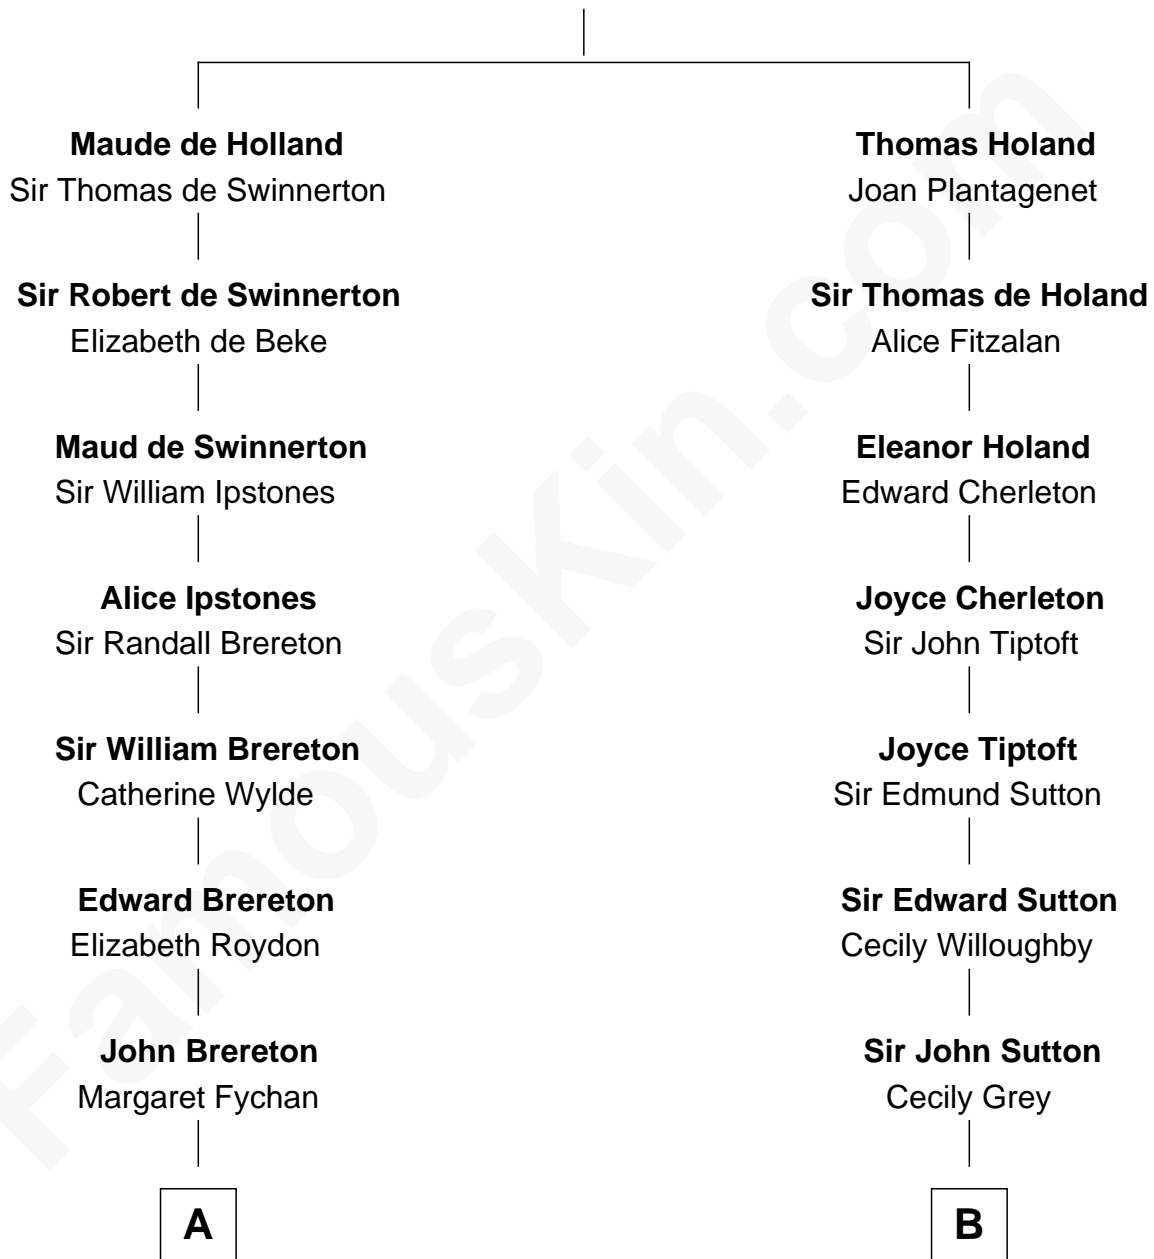 Maude de Holland
Sir Thomas de Swinnerton
Sir Robert de Swinnerton
Elizabeth de Beke
Maud de Swinnerton
Sir William Ipstones
Alice Ipstones
Sir Randall Brereton
Sir William Brereton
Catherine Wylde
Edward Brereton
Elizabeth Roydon
John Brereton
Margaret Fychan
A
Thomas Holand
Joan Plantagenet
Sir Thomas de Holand
Alice Fitzalan
Eleanor Holand
Edward Cherleton
Joyce Cherleton
Sir John Tiptoft
Joyce Tiptoft
Sir Edmund Sutton
Sir Edward Sutton
Cecily Willoughby
Sir John Sutton
Cecily Grey
B
FamousKin.com